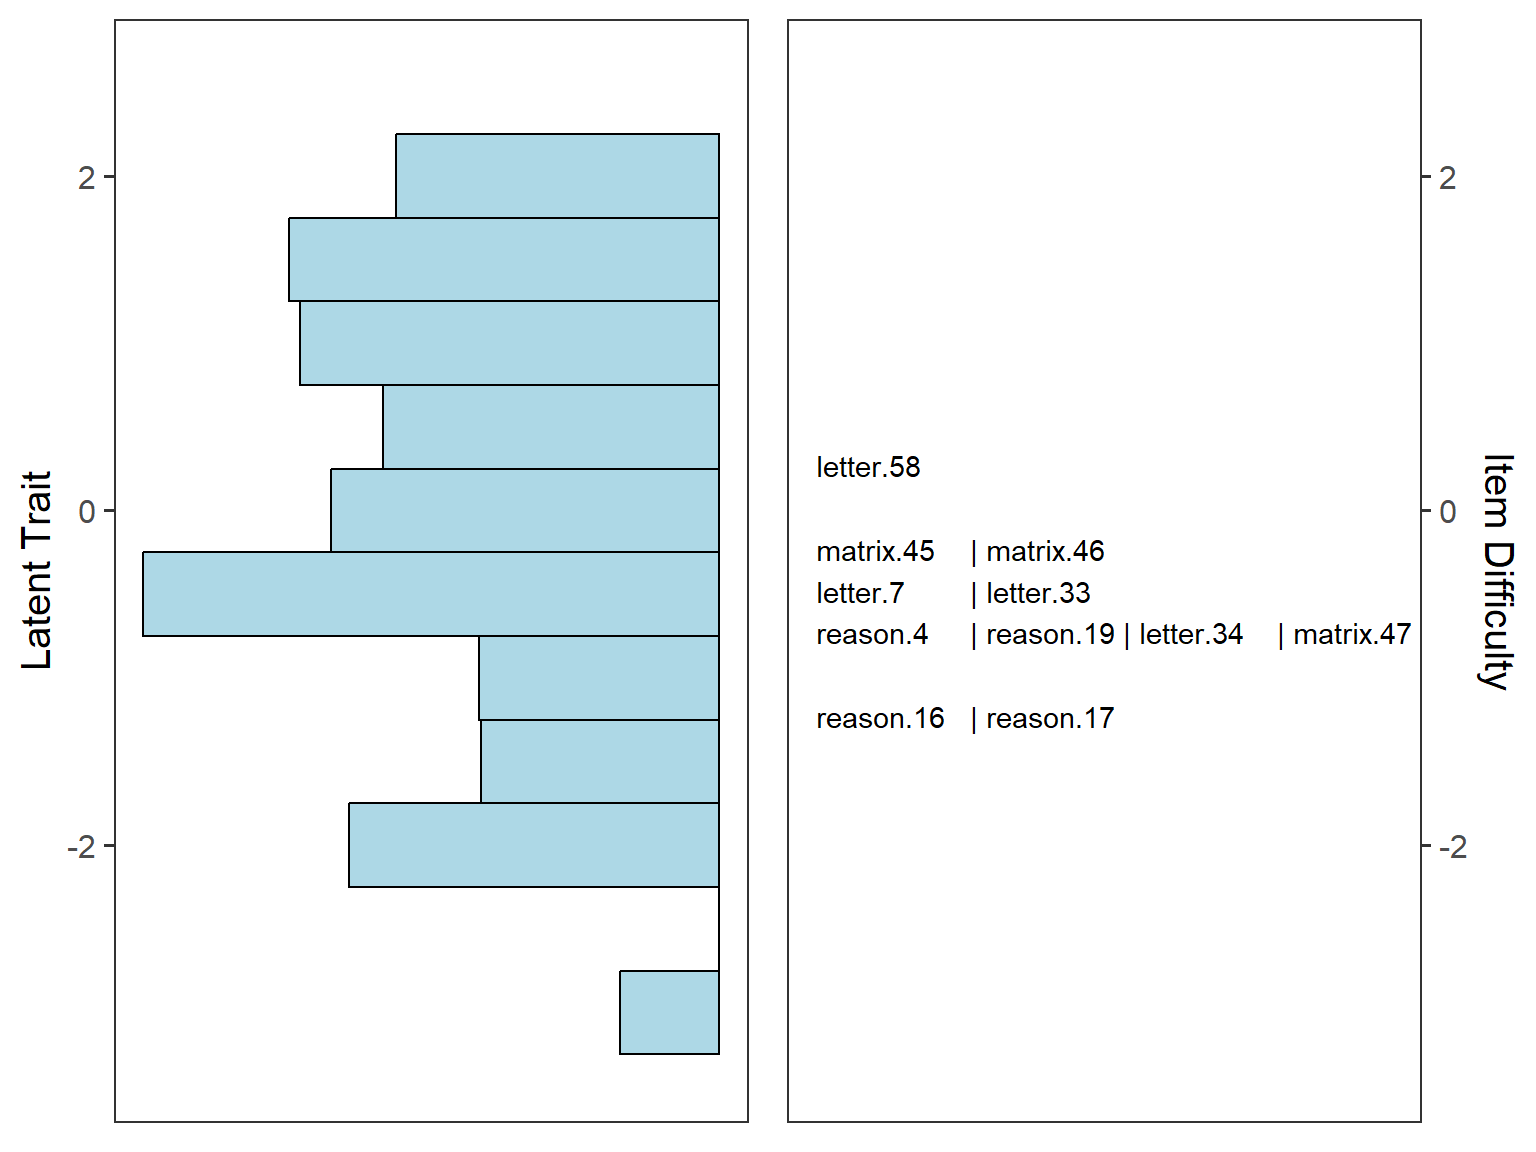 Latent Trait
2
0
-2
letter.58
matrix.45 | matrix.46
letter.7 | letter.33
reason.4 | reason.19 | letter.34 | matrix.47
reason.16 | reason.17
2
0
-2
Item Difficulty